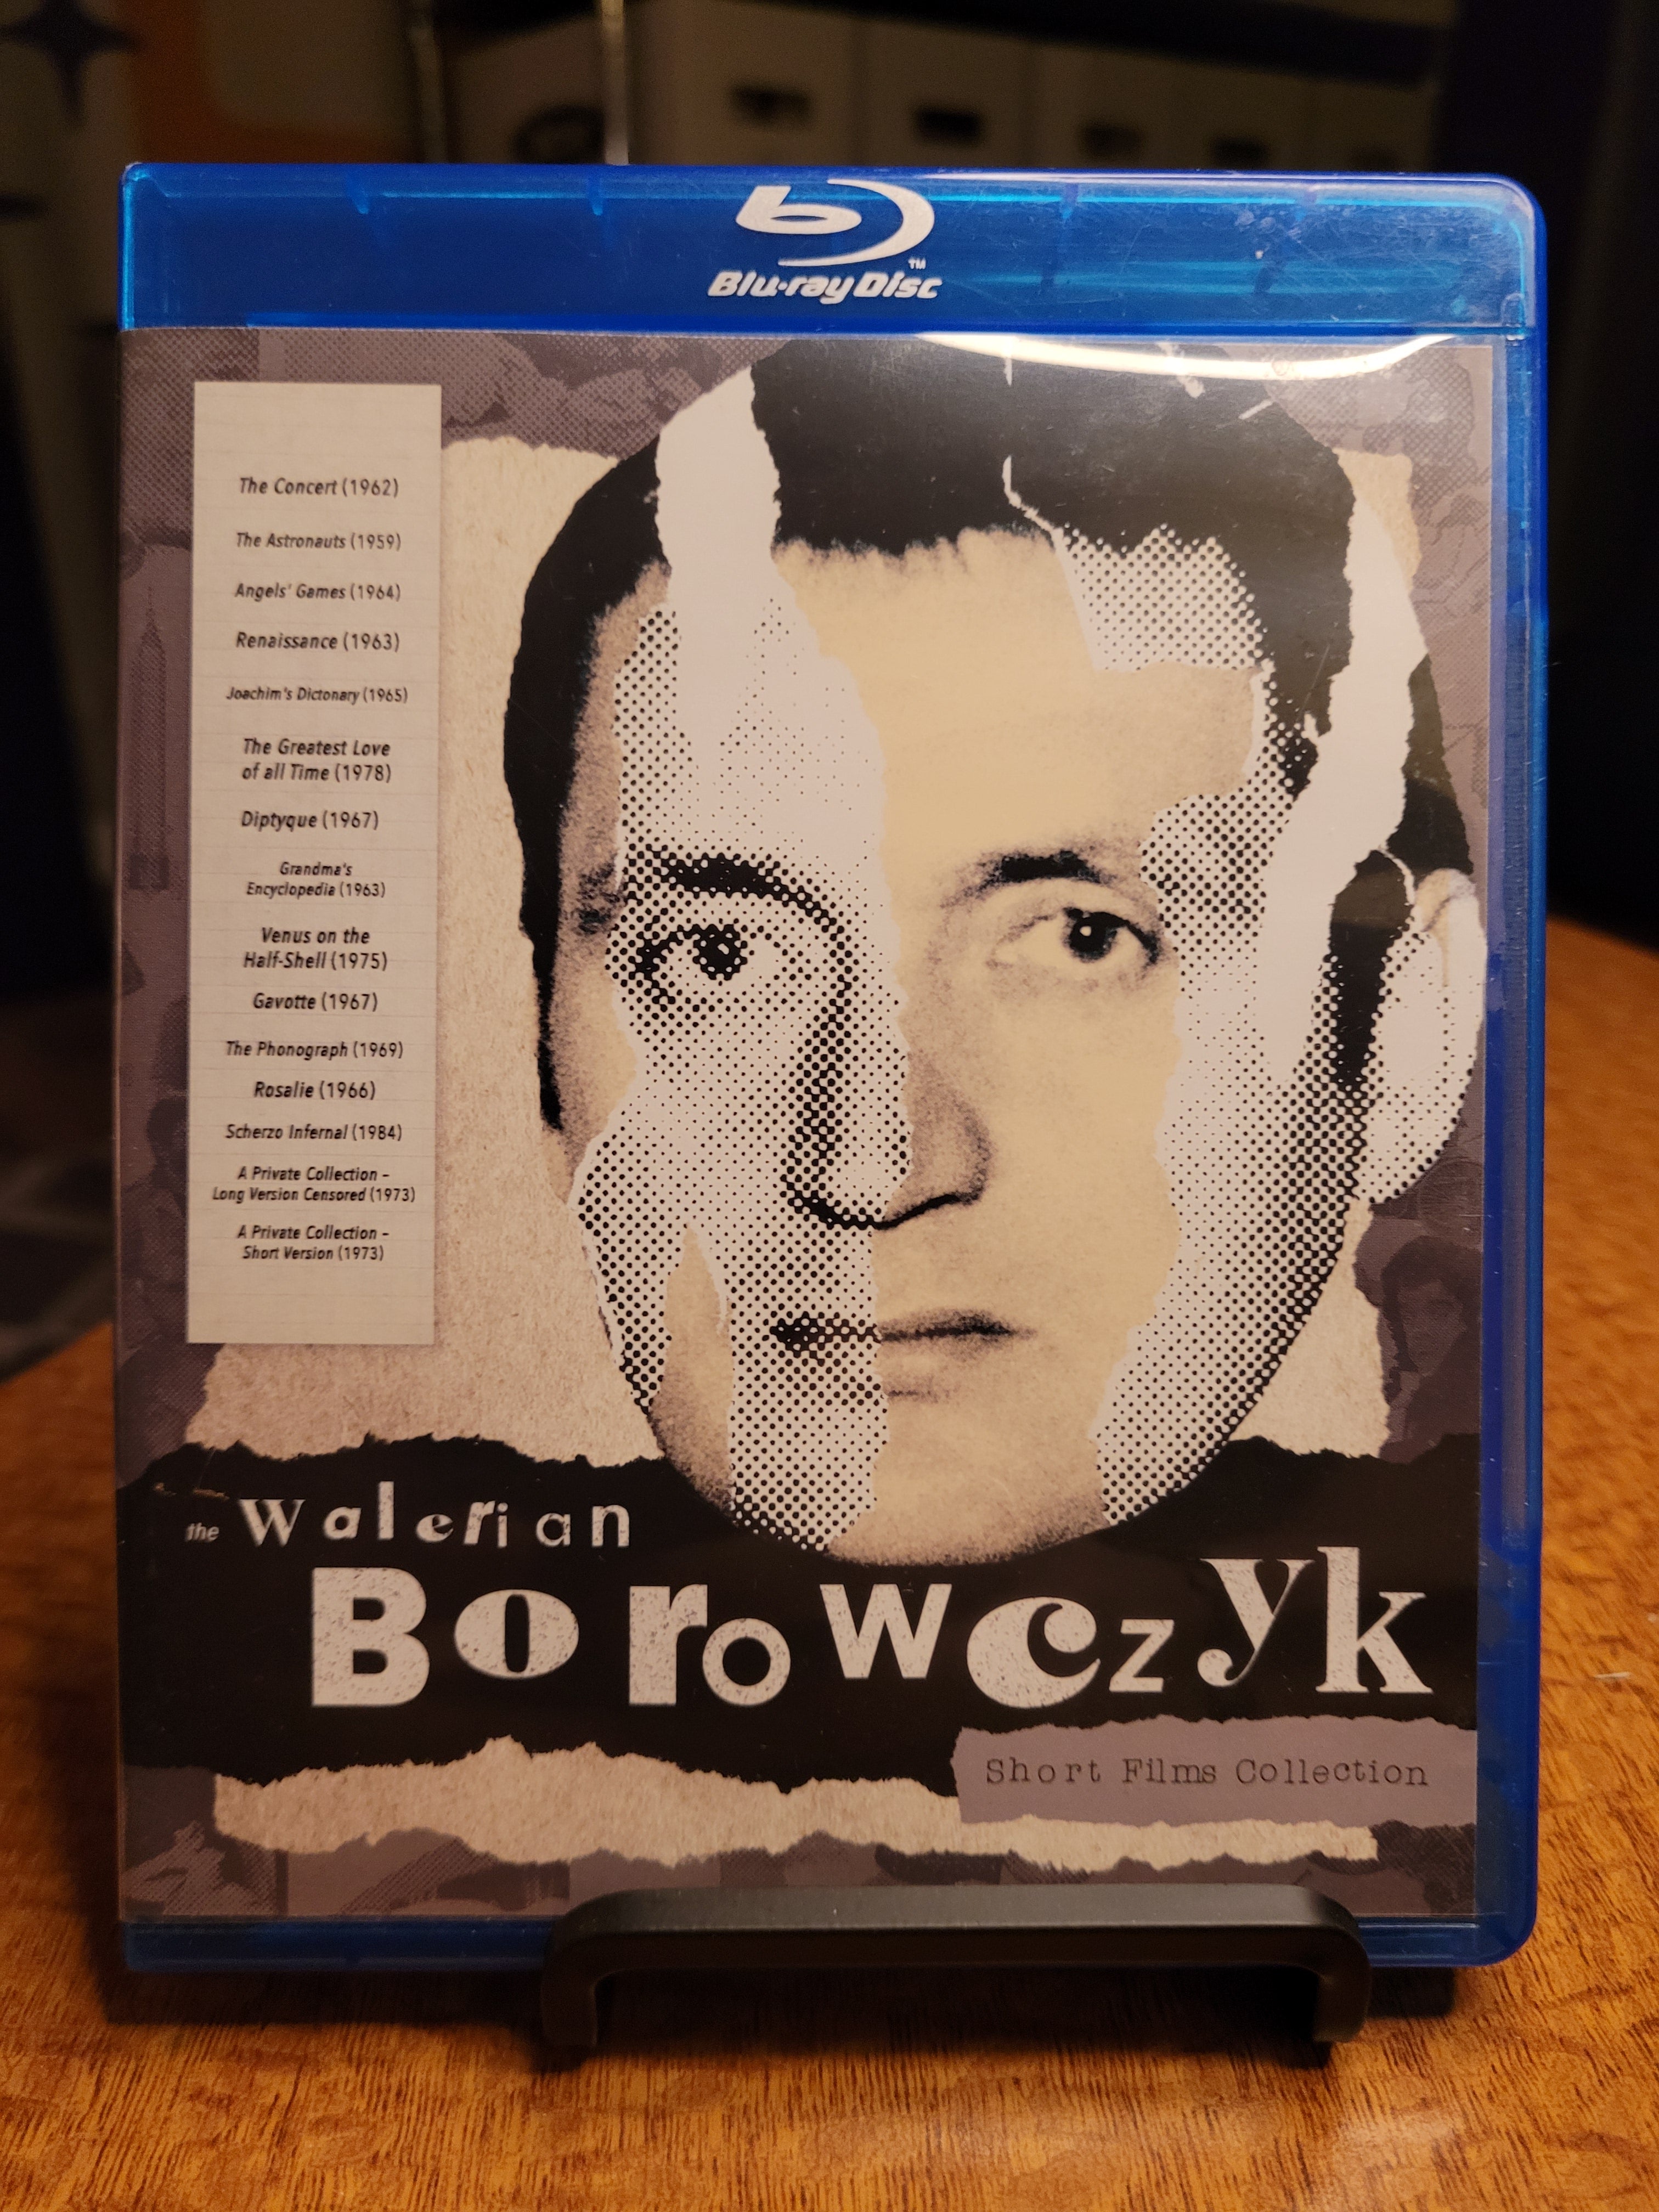 Blu-ray Disc™
The Concert (1962)
The Astronauts (1959)
Angels' Games (1964)
Renaissance (1963)
Joachim's Dictonary (1965)
The Greatest Love
of all Time (1978)
Diptyque (1967)
Grandma's
Encyclopedia (1963)
Venus on the
Half-Shell (1975)
Gavotte (1967)
The Phonograph (1969)
Rosalie (1966)
Scherzo Infernal (1984)
A Private Collection –
Long Version Censored (1973)
A Private Collection –
Short Version (1973)
the Walerian
Borowczyk
Short Films Collection